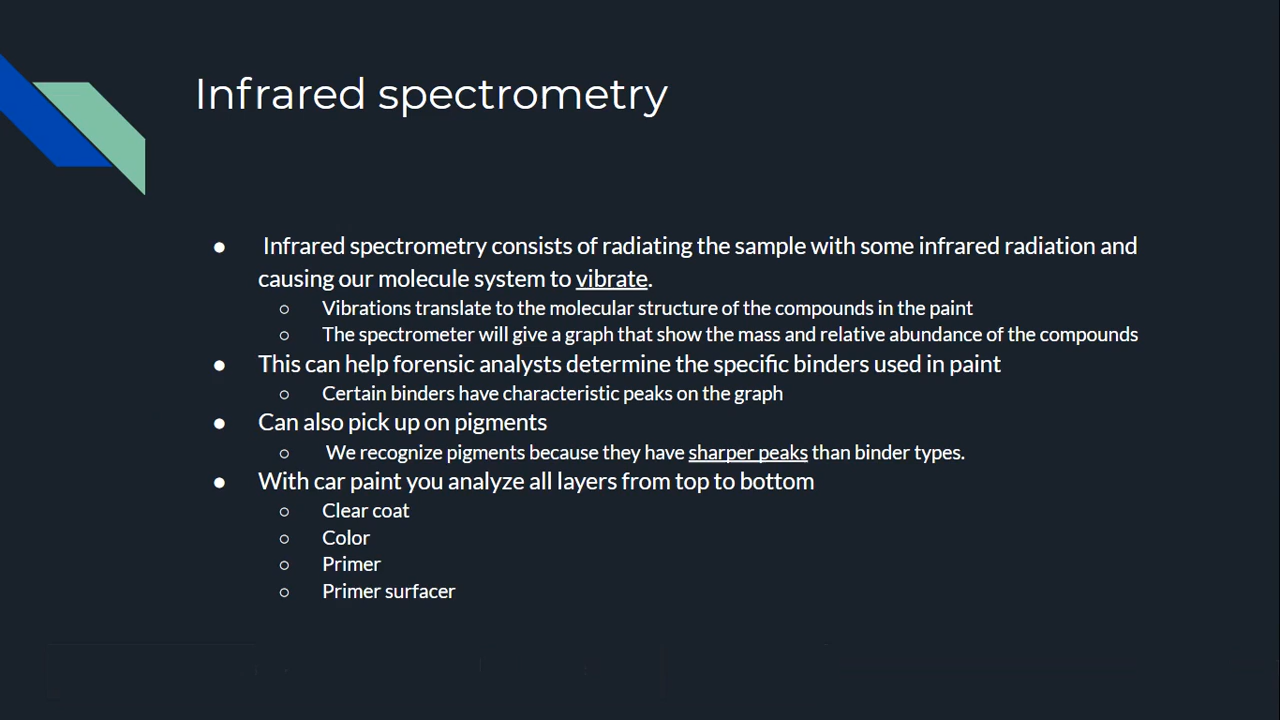 Infrared spectrometry
● Infrared spectrometry consists of radiating the sample with some infrared radiation and
causing our molecule system to vibrate.
○ Vibrations translate to the molecular structure of the compounds in the paint
○ The spectrometer will give a graph that show the mass and relative abundance of the compounds
● This can help forensic analysts determine the specific binders used in paint
○ Certain binders have characteristic peaks on the graph
● Can also pick up on pigments
○ We recognize pigments because they have sharper peaks than binder types.
● With car paint you analyze all layers from top to bottom
○ Clear coat
○ Color
○ Primer
○ Primer surfacer